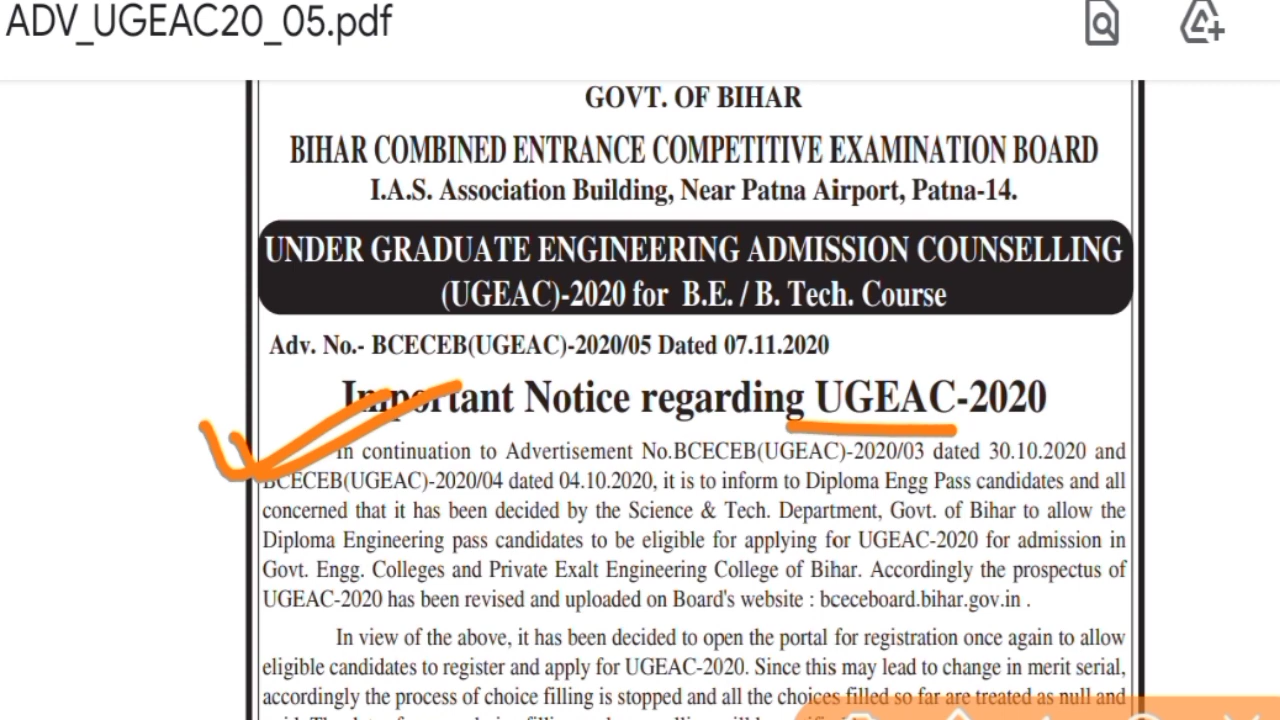 ADV_UGEAC20_05.pdf
GOVT. OF BIHAR
BIHAR COMBINED ENTRANCE COMPETITIVE EXAMINATION BOARD
I.A.S. Association Building, Near Patna Airport, Patna-14.
UNDER GRADUATE ENGINEERING ADMISSION COUNSELLING
(UGEAC)-2020 for B.E. / B. Tech. Course
Adv. No.- BCECEB(UGEAC)-2020/05 Dated 07.11.2020
Important Notice regarding UGEAC-2020
In continuation to Advertisement No.BCECEB(UGEAC)-2020/03 dated 30.10.2020 and
BCECEB(UGEAC)-2020/04 dated 04.10.2020, it is to inform to Diploma Engg Pass candidates and all
concerned that it has been decided by the Science & Tech. Department, Govt. of Bihar to allow the
Diploma Engineering pass candidates to be eligible for applying for UGEAC-2020 for admission in
Govt. Engg. Colleges and Private Exalt Engineering College of Bihar. Accordingly the prospectus of
UGEAC-2020 has been revised and uploaded on Board's website : bceceboard.bihar.gov.in .
In view of the above, it has been decided to open the portal for registration once again to allow
eligible candidates to register and apply for UGEAC-2020. Since this may lead to change in merit serial,
accordingly the process of choice filling is stopped and all the choices filled so far are treated as null and